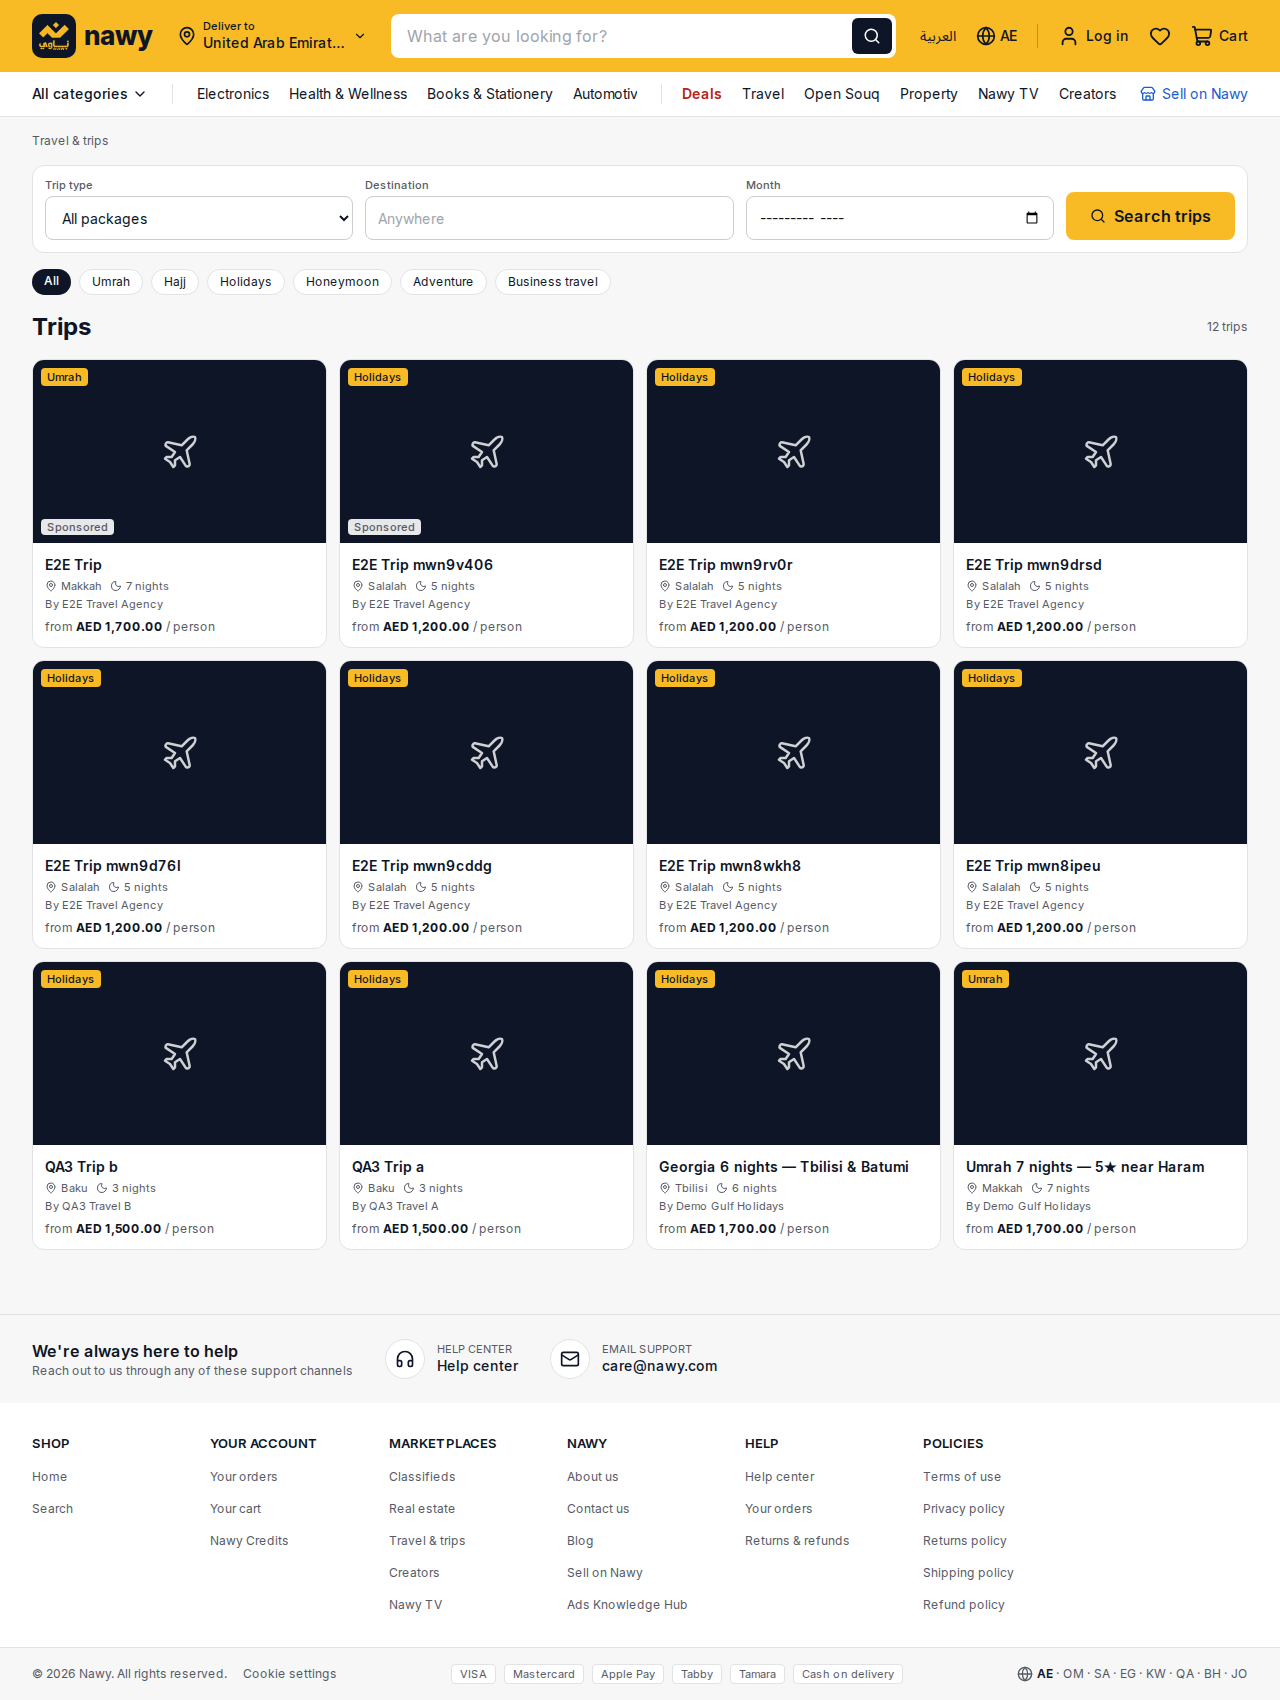 نــاوي
NAWY
nawy
Deliver to
United Arab Emirat...
What are you looking for?
العربية
AE
Log in
Cart
All categories
Electronics
Health & Wellness
Books & Stationery
Automotiv
Deals
Travel
Open Souq
Property
Nawy TV
Creators
Sell on Nawy
Travel & trips
Trip type
Destination
Month
All packages
Anywhere
--------- ----
Search trips
All
Umrah
Hajj
Holidays
Honeymoon
Adventure
Business travel
Trips
12 trips
Umrah
Sponsored
E2E Trip
Makkah 7 nights
By E2E Travel Agency
from AED 1,700.00 / person
Holidays
Sponsored
E2E Trip mwn9v406
Salalah 5 nights
By E2E Travel Agency
from AED 1,200.00 / person
Holidays
E2E Trip mwn9rv0r
Salalah 5 nights
By E2E Travel Agency
from AED 1,200.00 / person
Holidays
E2E Trip mwn9drsd
Salalah 5 nights
By E2E Travel Agency
from AED 1,200.00 / person
Holidays
E2E Trip mwn9d76l
Salalah 5 nights
By E2E Travel Agency
from AED 1,200.00 / person
Holidays
E2E Trip mwn9cddg
Salalah 5 nights
By E2E Travel Agency
from AED 1,200.00 / person
Holidays
E2E Trip mwn8wkh8
Salalah 5 nights
By E2E Travel Agency
from AED 1,200.00 / person
Holidays
E2E Trip mwn8ipeu
Salalah 5 nights
By E2E Travel Agency
from AED 1,200.00 / person
Holidays
QA3 Trip b
Baku 3 nights
By QA3 Travel B
from AED 1,500.00 / person
Holidays
QA3 Trip a
Baku 3 nights
By QA3 Travel A
from AED 1,500.00 / person
Holidays
Georgia 6 nights — Tbilisi & Batumi
Tbilisi 6 nights
By Demo Gulf Holidays
from AED 1,700.00 / person
Umrah
Umrah 7 nights — 5★ near Haram
Makkah 7 nights
By Demo Gulf Holidays
from AED 1,700.00 / person
We're always here to help
Reach out to us through any of these support channels
HELP CENTER
Help center
EMAIL SUPPORT
care@nawy.com
SHOP
Home
Search
YOUR ACCOUNT
Your orders
Your cart
Nawy Credits
MARKETPLACES
Classifieds
Real estate
Travel & trips
Creators
Nawy TV
NAWY
About us
Contact us
Blog
Sell on Nawy
Ads Knowledge Hub
HELP
Help center
Your orders
Returns & refunds
POLICIES
Terms of use
Privacy policy
Returns policy
Shipping policy
Refund policy
© 2026 Nawy. All rights reserved.
Cookie settings
VISA
Mastercard
Apple Pay
Tabby
Tamara
Cash on delivery
AE · OM · SA · EG · KW · QA · BH · JO